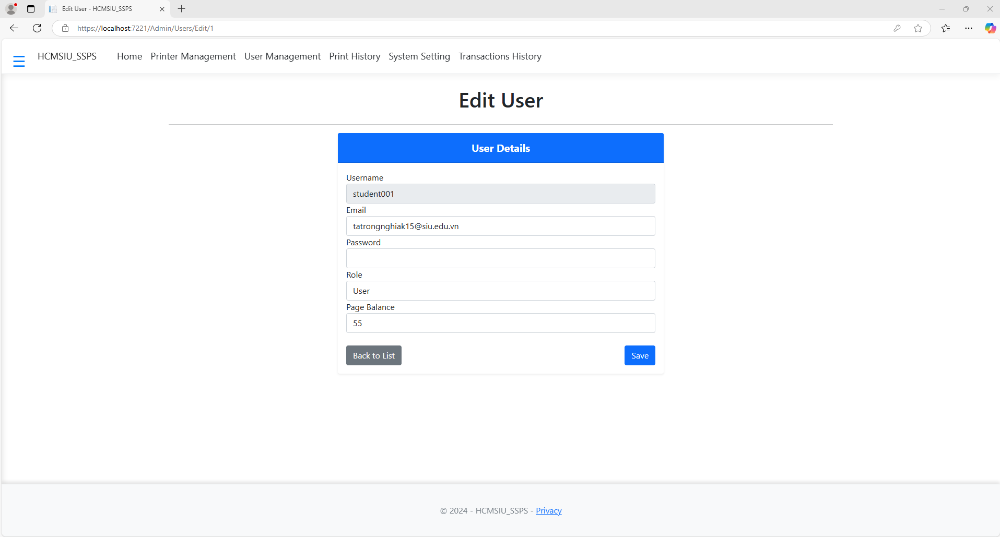 Edit User - HCMSIU_SSPS
https://localhost:7221/Admin/Users/Edit/1
HCMSIU_SSPS Home Printer Management User Management Print History System Setting Transactions History
Edit User
User Details
Username
student001
Email
tatrongnghiak15@siu.edu.vn
Password
Role
User
Page Balance
55
Back to List Save
© 2024 - HCMSIU_SSPS - Privacy